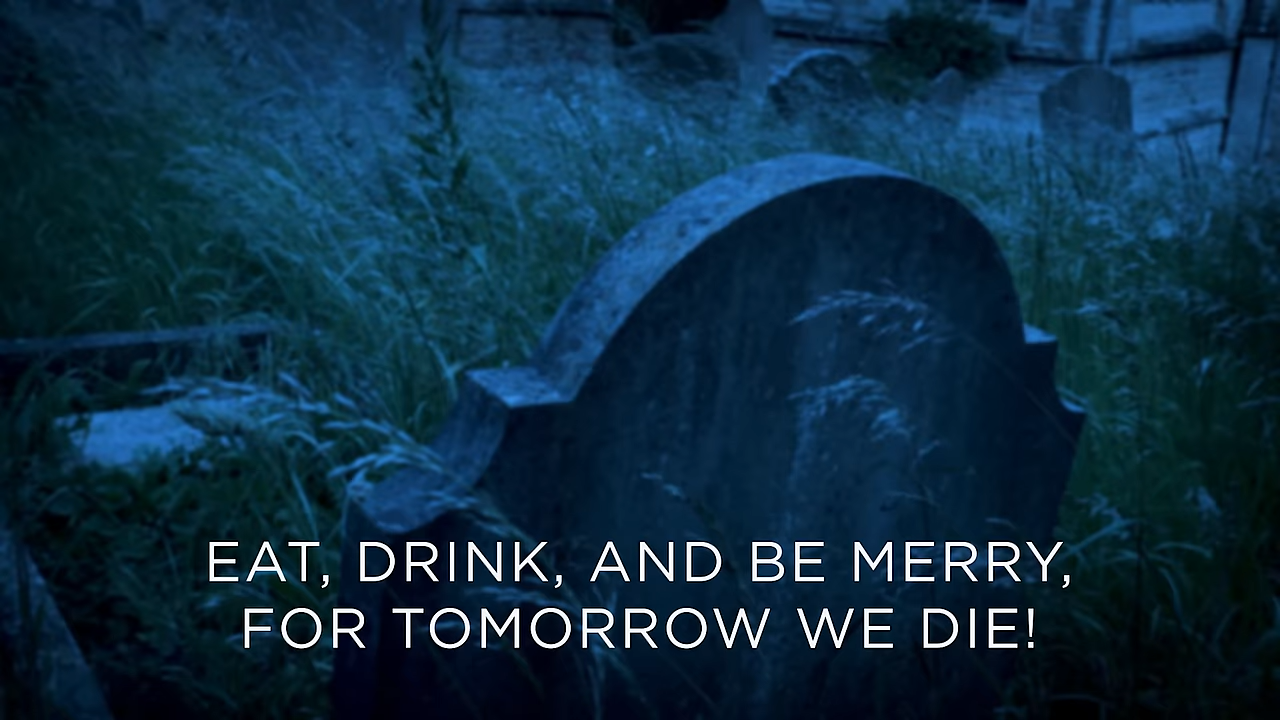 EAT, DRINK, AND BE MERRY,
FOR TOMORROW WE DIE!